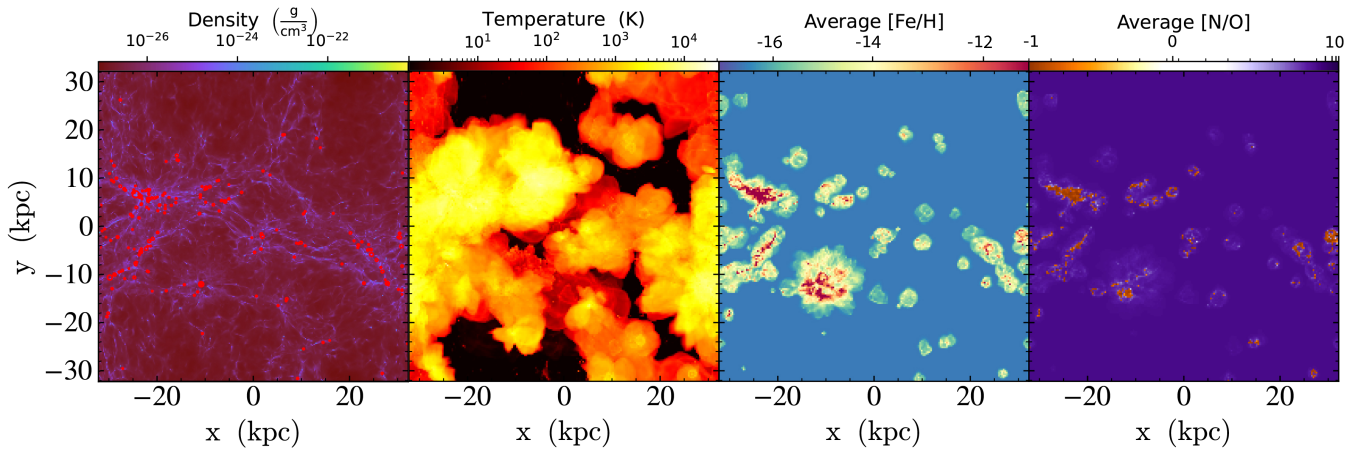 Density (g/cm³) Temperature (K) Average [Fe/H] Average [N/O]
10⁻²⁶ 10⁻²⁴ 10⁻²² 10¹ 10² 10³ 10⁴ -16 -14 -12 -1 0 10
30
20
10
0
−10
−20
−30
y (kpc)
−20 0 20 −20 0 20 −20 0 20 −20 0 20
x (kpc) x (kpc) x (kpc) x (kpc)